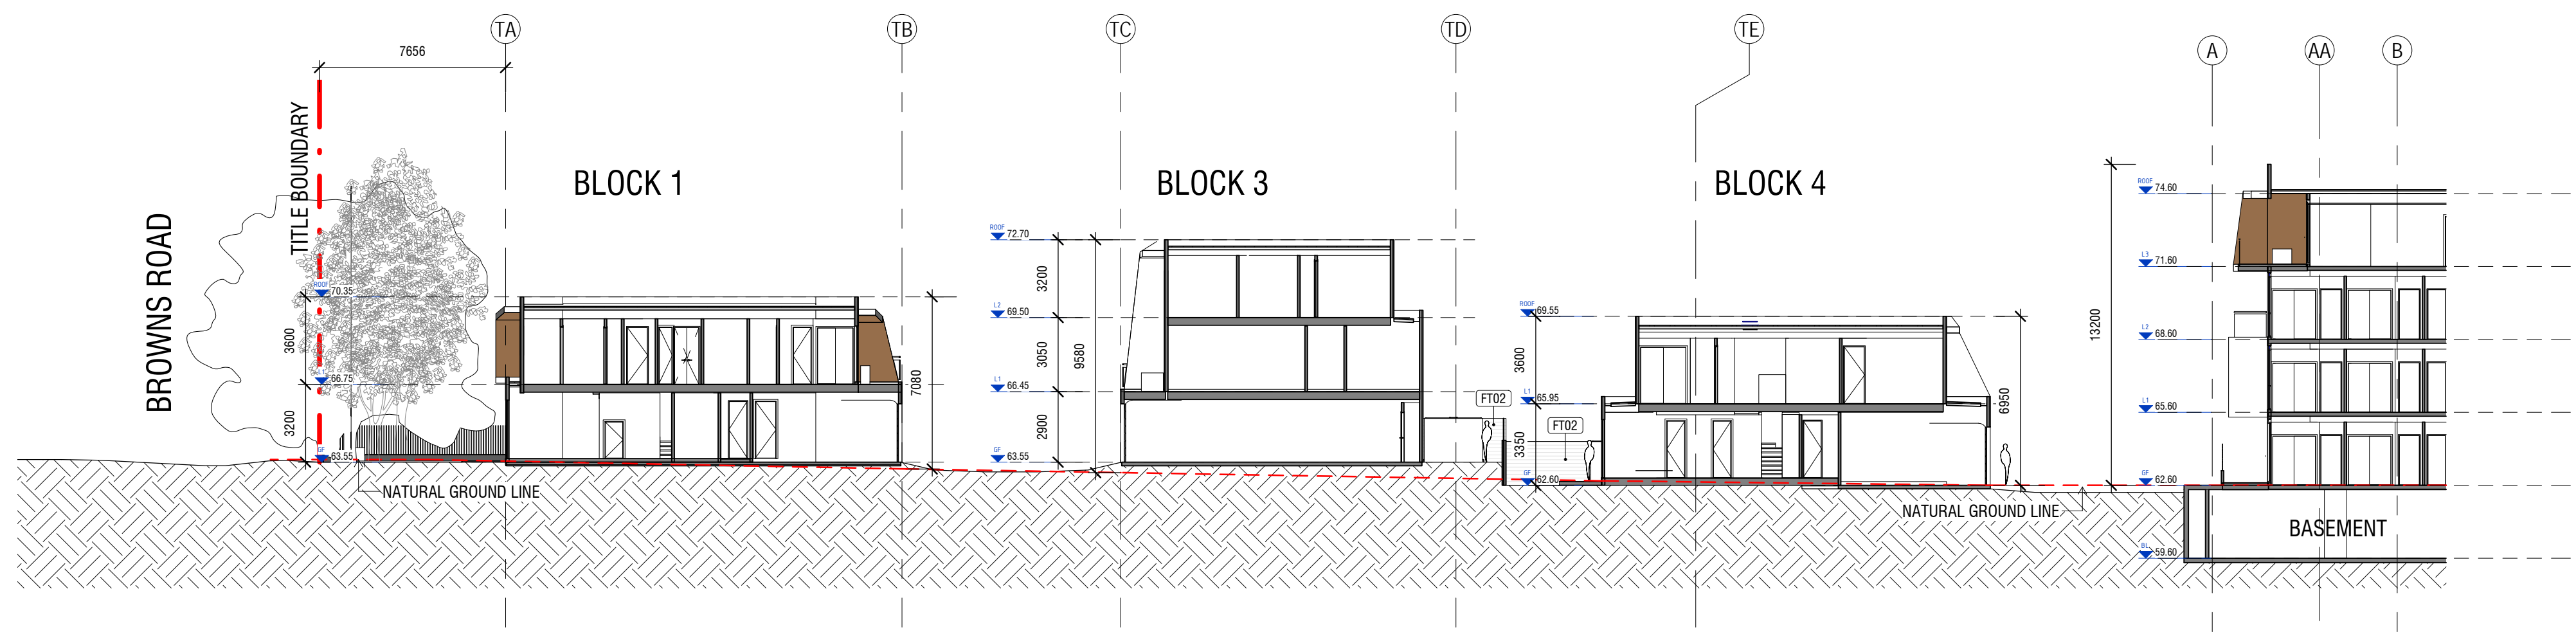 TA
TB
TC
TD
TE
A
AA
B
7656
BROWNS ROAD
TITLE BOUNDARY
BLOCK 1
BLOCK 3
BLOCK 4
ROOF
70.35
3600
66.75
3200
GF
63.55
7080
NATURAL GROUND LINE
ROOF
72.70
3200
L2
69.50
3050
9580
L1
66.45
2900
GF
63.55
FT02
FT02
ROOF
69.55
3600
L1
65.95
3350
GF
62.60
6950
NATURAL GROUND LINE
13200
ROOF
74.60
L3
71.60
L2
68.60
L1
65.60
GF
62.60
BASEMENT
BL
59.60